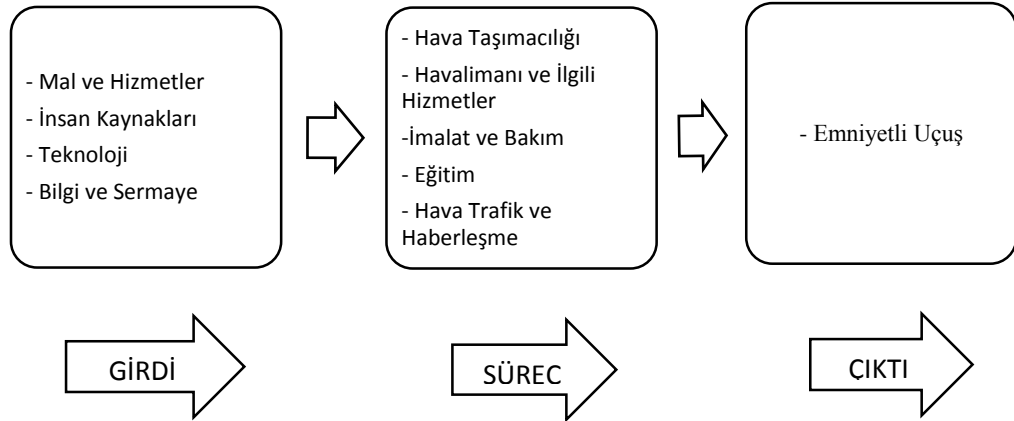 - Mal ve Hizmetler
- İnsan Kaynakları
- Teknoloji
- Bilgi ve Sermaye
- Hava Taşımacılığı
- Havalimanı ve İlgili
Hizmetler
-İmalat ve Bakım
- Eğitim
- Hava Trafik ve
Haberleşme
- Emniyetli Uçuş
GİRDİ
SÜREC
ÇIKTI